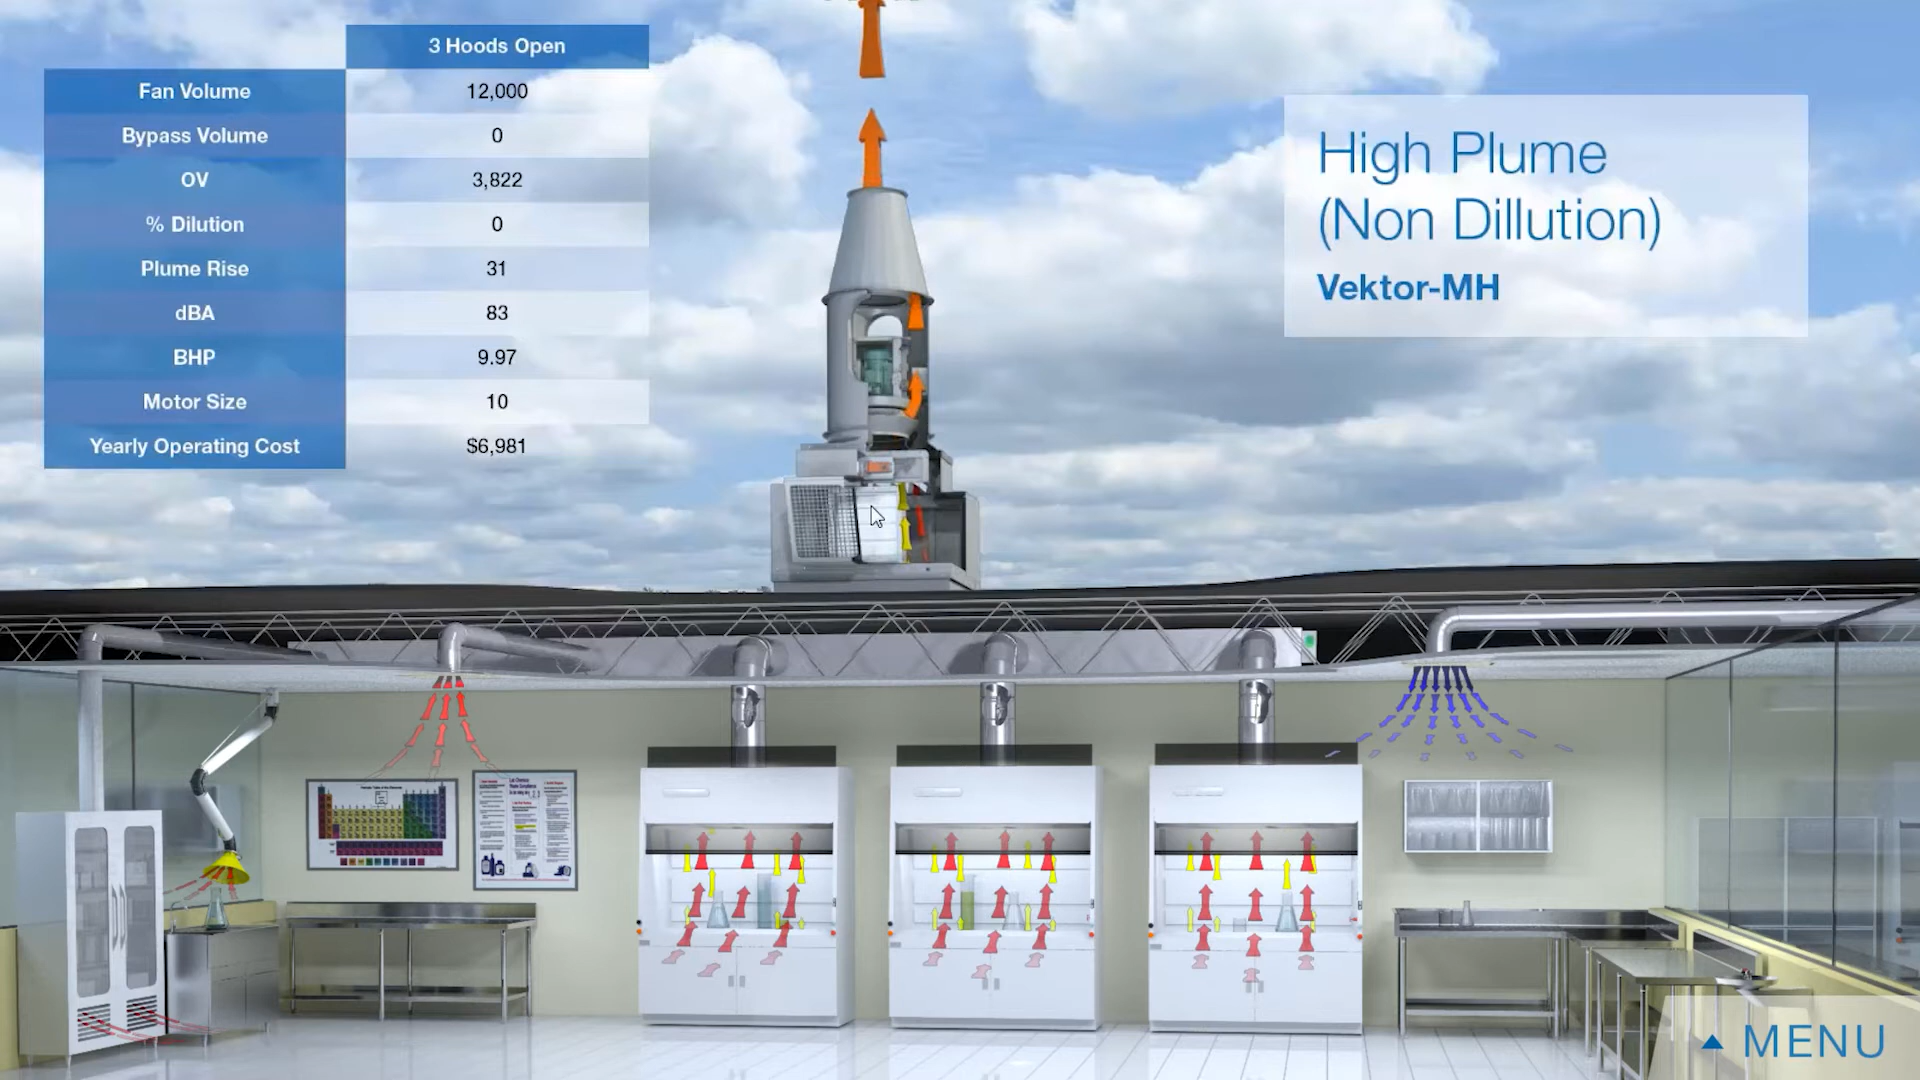 3 Hoods Open
Fan Volume 12,000
Bypass Volume 0
OV 3,822
% Dilution 0
Plume Rise 31
dBA 83
BHP 9.97
Motor Size 10
Yearly Operating Cost $6,981
High Plume
(Non Dillution)
Vektor-MH
MENU